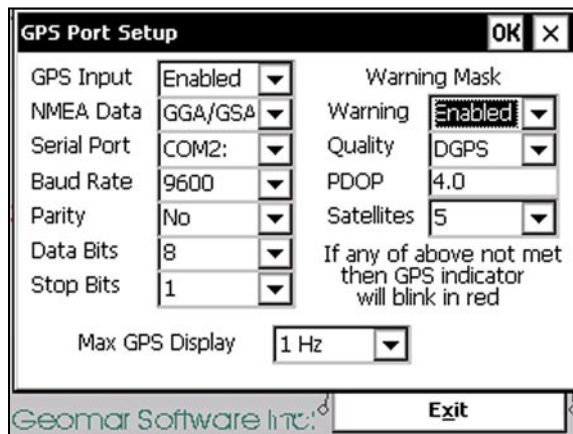 GPS Port Setup OK ×
GPS Input Enabled
NMEA Data GGA/GSA
Serial Port COM2:
Baud Rate 9600
Parity No
Data Bits 8
Stop Bits 1
Warning Mask
Warning Enabled
Quality DGPS
PDOP 4.0
Satellites 5
If any of above not met
then GPS indicator
will blink in red
Max GPS Display 1 Hz
Geomar Software Inc.
Exit